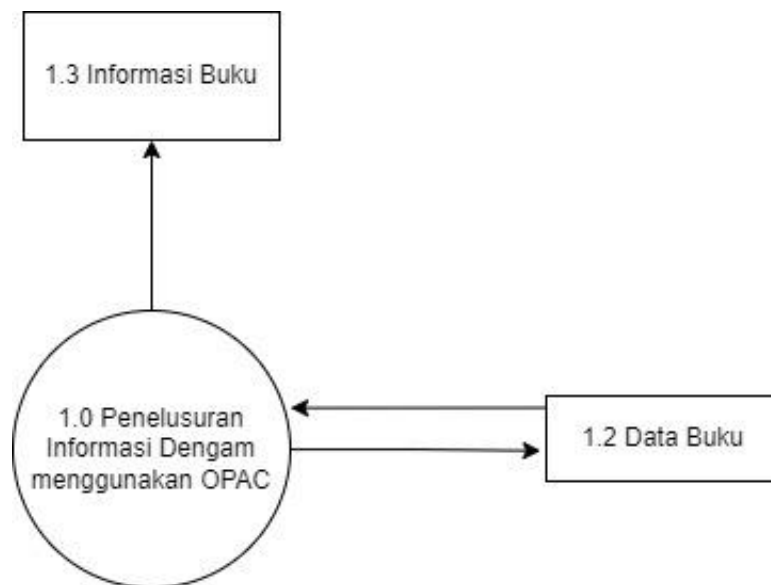 1.3 Informasi Buku
1.0 Penelusuran
Informasi Dengam
menggunakan OPAC
1.2 Data Buku